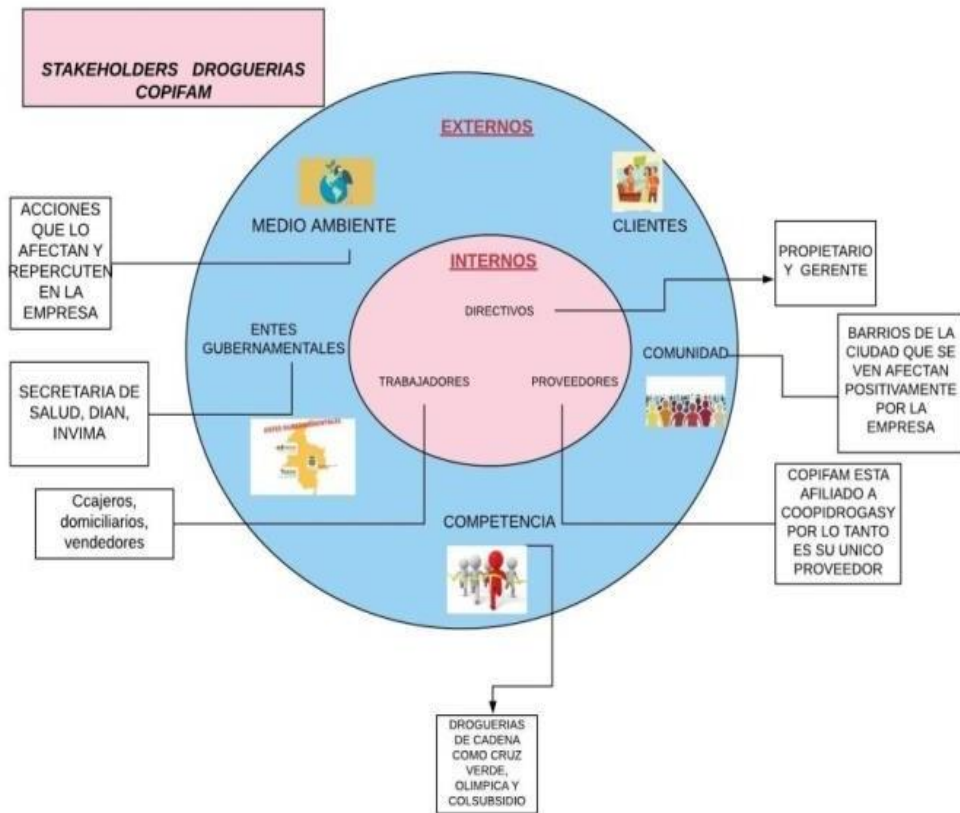 STAKEHOLDERS DROGUERIAS
COPIFAM
EXTERNOS
MEDIO AMBIENTE
CLIENTES
ACCIONES
QUE LO
AFECTAN Y
REPERCUTEN
EN LA
EMPRESA
INTERNOS
PROPIETARIO
Y GERENTE
DIRECTIVOS
ENTES
GUBERNAMENTALES
COMUNIDAD
BARRIOS DE LA
CIUDAD QUE SE
VEN AFECTAN
POSITIVAMENTE
POR LA
EMPRESA
TRABAJADORES
PROVEEDORES
SECRETARIA DE
SALUD, DIAN,
INVIMA
Ccajeros,
domiciliarios,
vendedores
COMPETENCIA
COPIFAM ESTA
AFILIADO A
COOPIDROGASY
POR LO TANTO
ES SU UNICO
PROVEEDOR
DROGUERIAS
DE CADENA
COMO CRUZ
VERDE,
OLIMPICA Y
COLSUBSIDIO